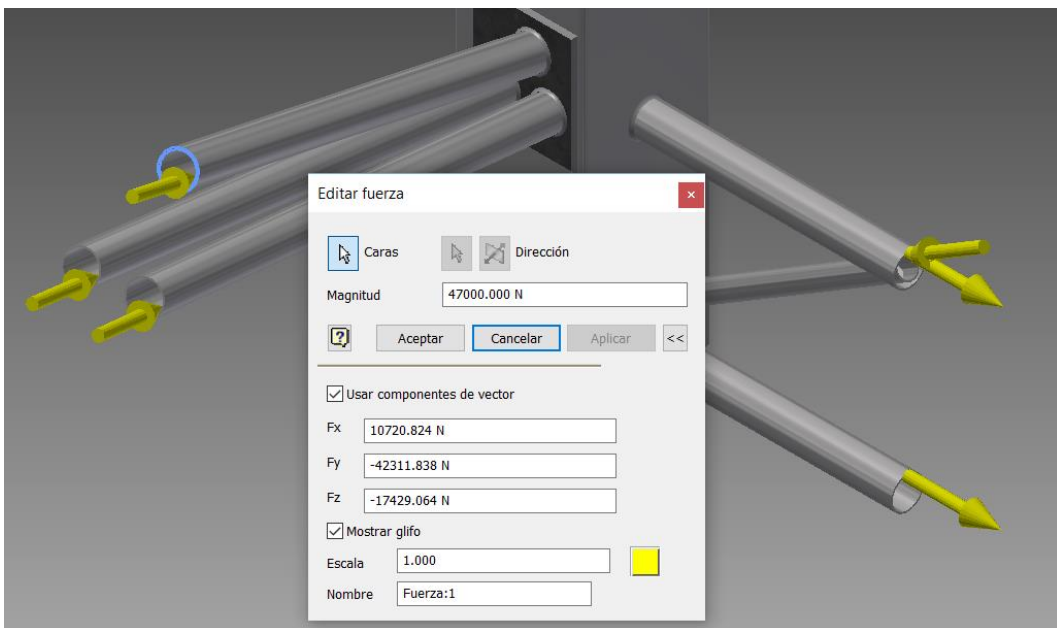 Editar fuerza
Caras Dirección
Magnitud 47000.000 N
Aceptar Cancelar Aplicar <<
Usar componentes de vector
Fx 10720.824 N
Fy -42311.838 N
Fz -17429.064 N
Mostrar glifo
Escala 1.000
Nombre Fuerza:1